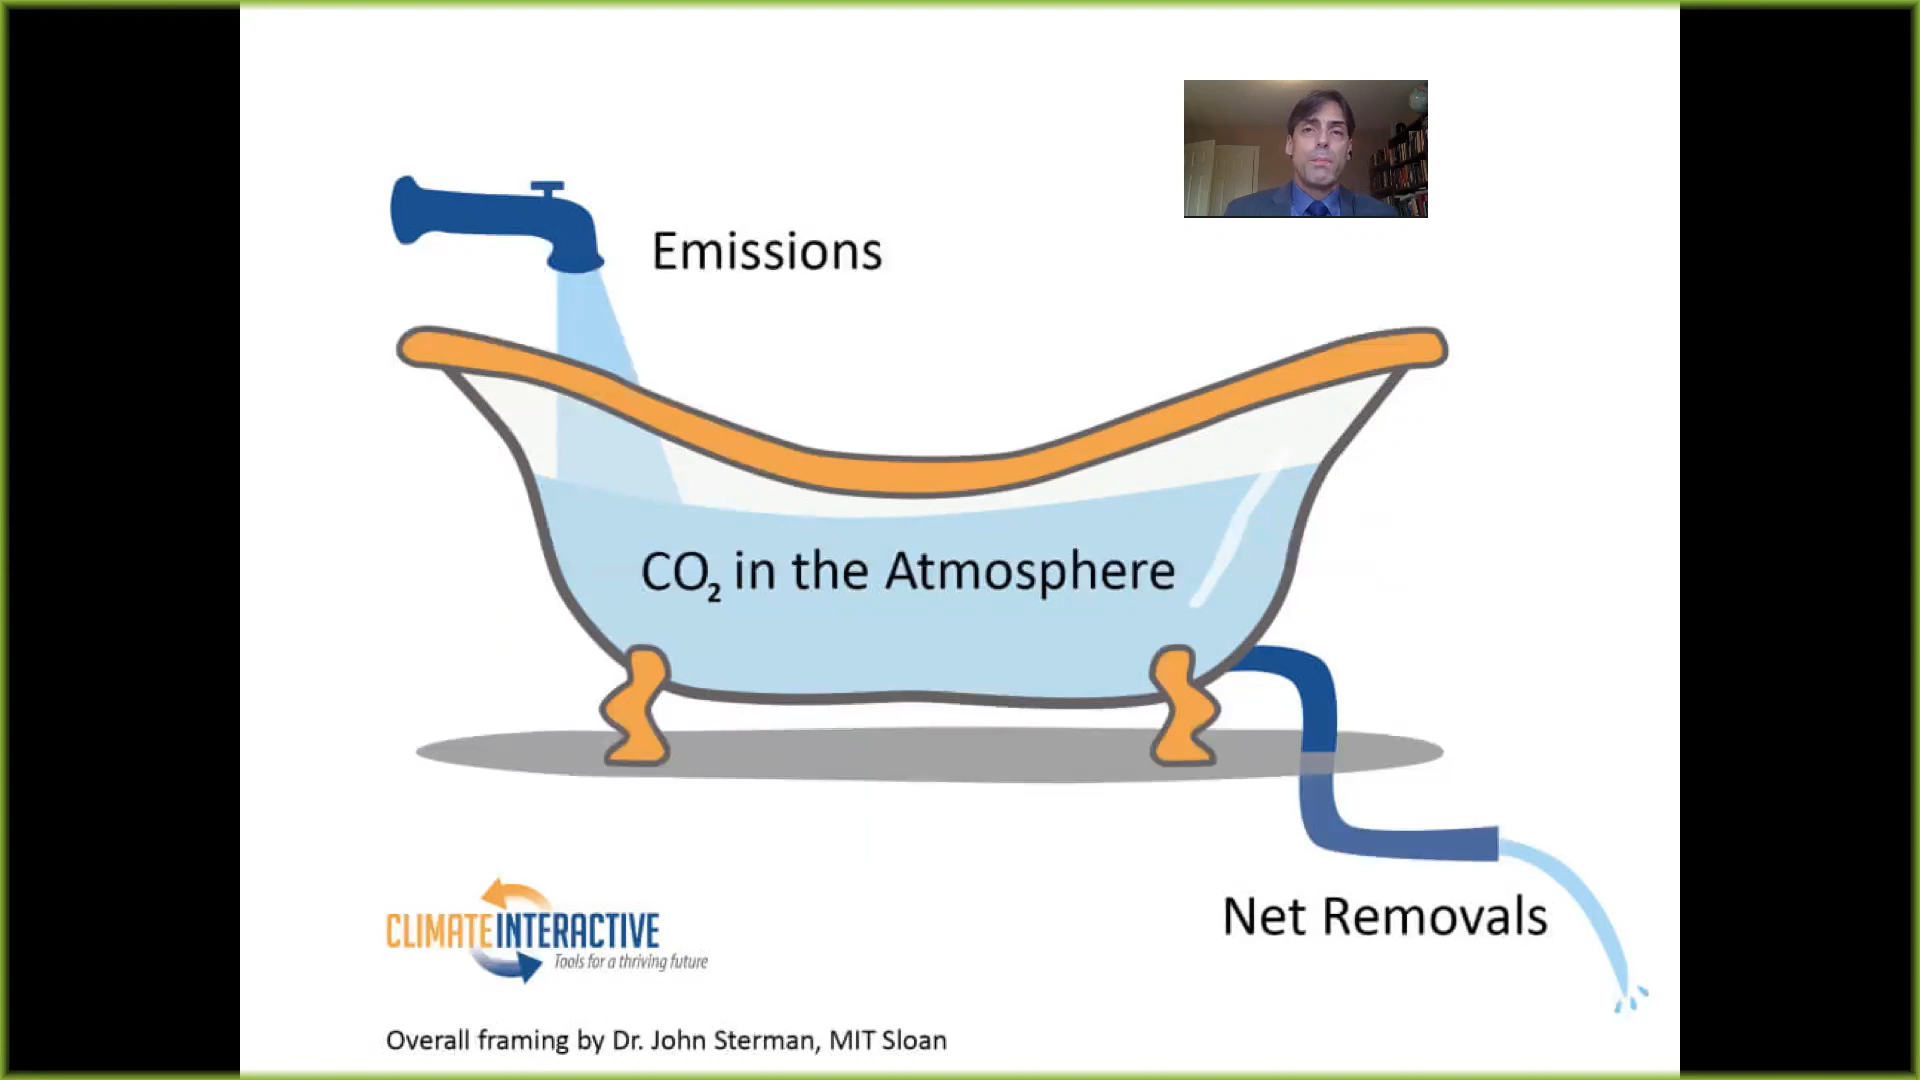 Emissions
CO₂ in the Atmosphere
Net Removals
CLIMATEINTERACTIVE
Tools for a thriving future
Overall framing by Dr. John Sterman, MIT Sloan